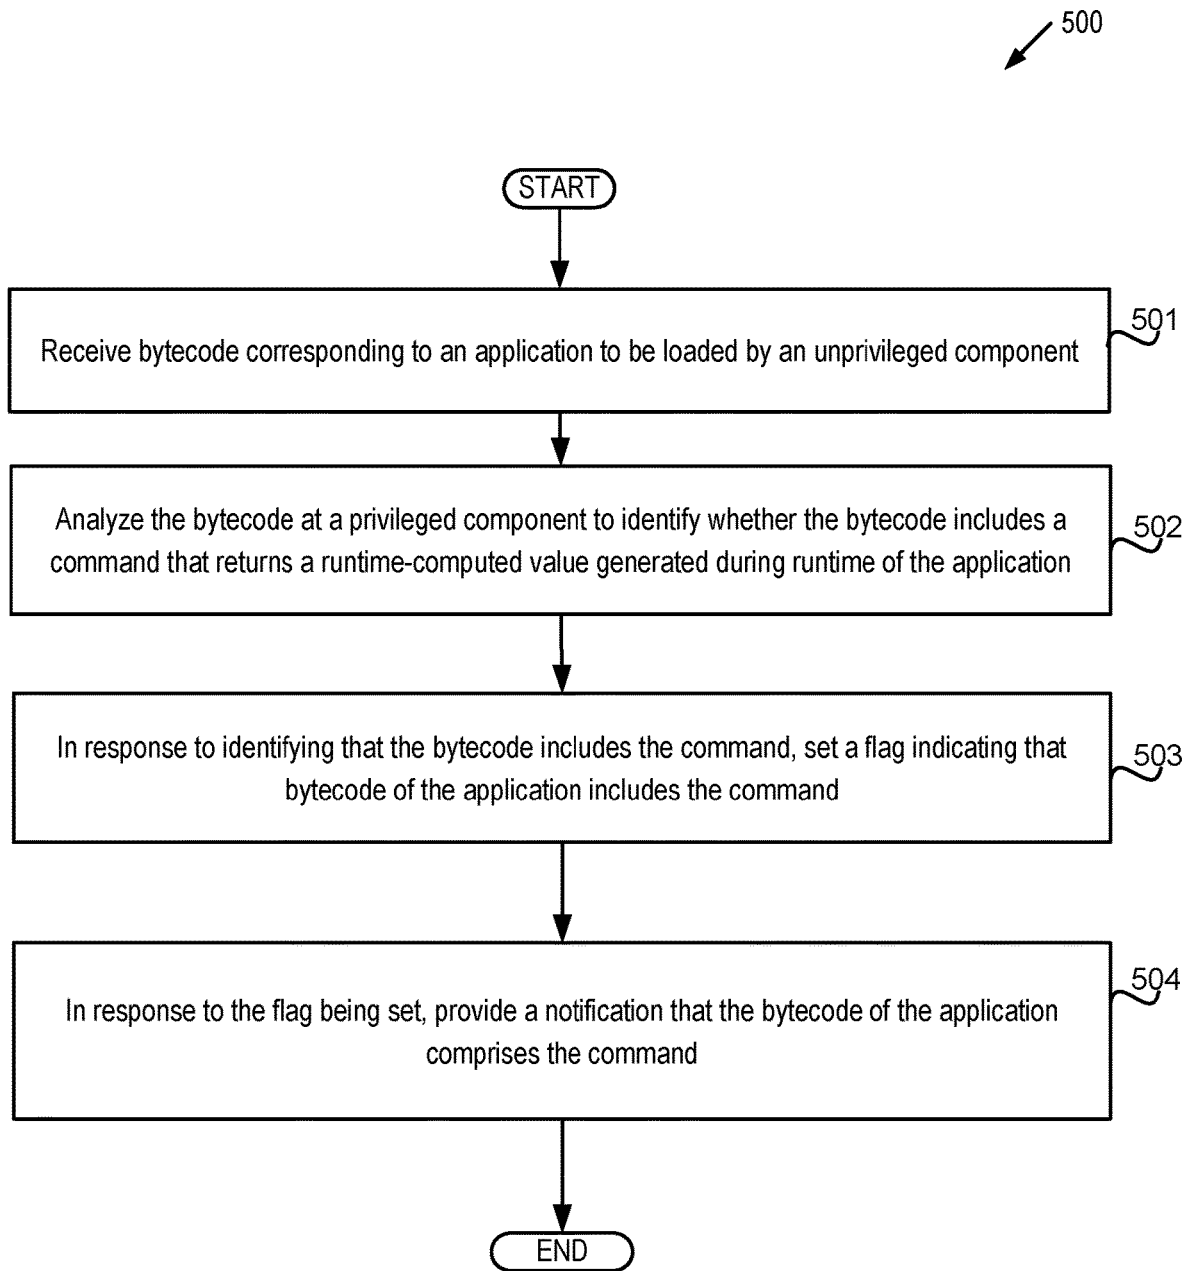 500
START
Receive bytecode corresponding to an application to be loaded by an unprivileged component
501
Analyze the bytecode at a privileged component to identify whether the bytecode includes a
command that returns a runtime-computed value generated during runtime of the application
502
In response to identifying that the bytecode includes the command, set a flag indicating that
bytecode of the application includes the command
503
In response to the flag being set, provide a notification that the bytecode of the application
comprises the command
504
END